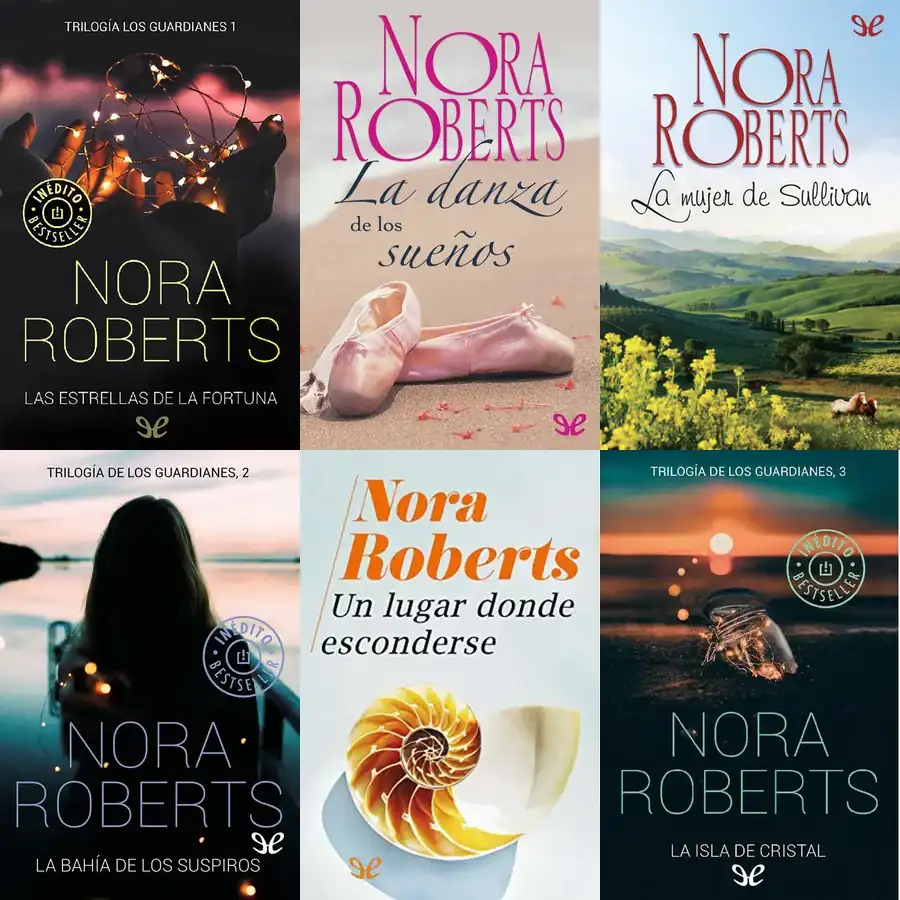 TRILOGÍA LOS GUARDIANES 1
INÉDITO
BESTSELLER
NORA
ROBERTS
LAS ESTRELLAS DE LA FORTUNA
NORA
ROBERTS
La danza
de los
sueños
NORA
ROBERTS
La mujer de Sullivan
TRILOGÍA DE LOS GUARDIANES, 2
INÉDITO
BESTSELLER
NORA
ROBERTS
LA BAHÍA DE LOS SUSPIROS
Nora
Roberts
Un lugar donde
esconderse
TRILOGÍA DE LOS GUARDIANES, 3
INÉDITO
BESTSELLER
NORA
ROBERTS
LA ISLA DE CRISTAL